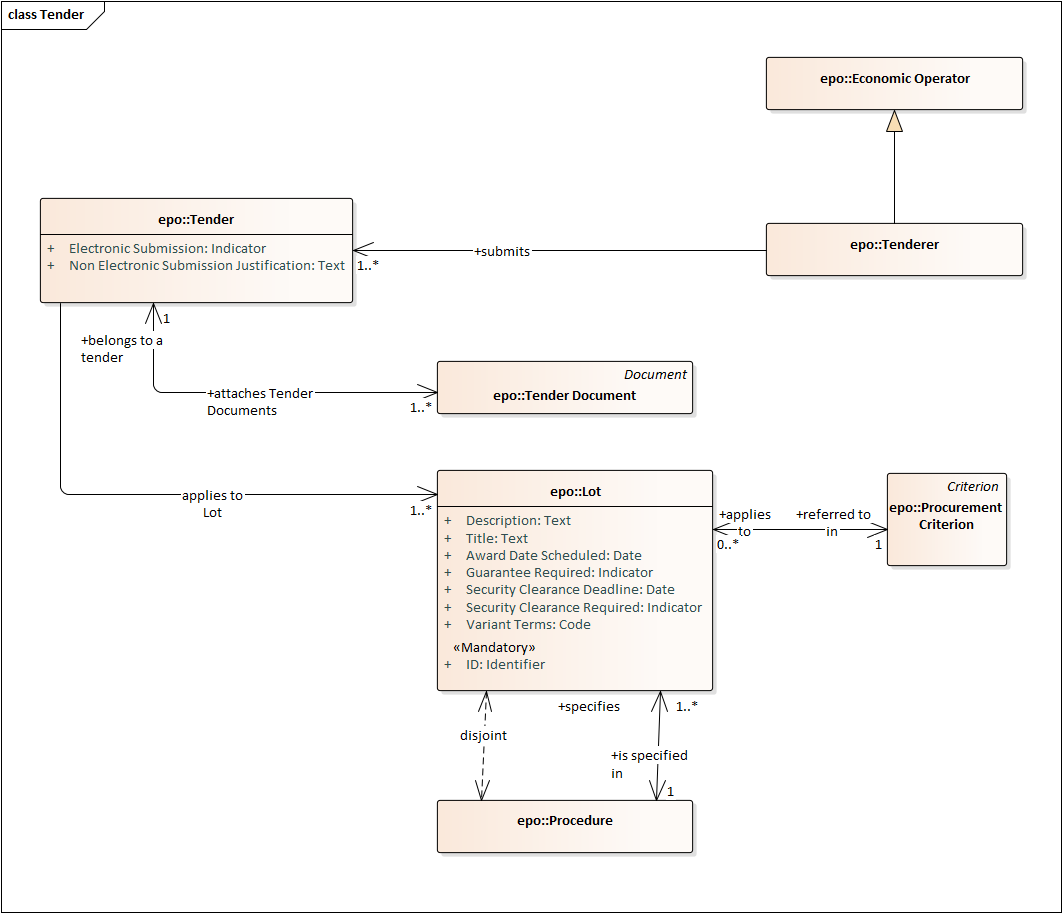 class Tender
epo::Economic Operator
epo::Tender
+ Electronic Submission: Indicator
+ Non Electronic Submission Justification: Text
epo::Tenderer
+submits
1..*
1
+belongs to a
tender
+attaches Tender
Documents
1..*
Document
epo::Tender Document
applies to
Lot
1..*
epo::Lot
+ Description: Text
+ Title: Text
+ Award Date Scheduled: Date
+ Guarantee Required: Indicator
+ Security Clearance Deadline: Date
+ Security Clearance Required: Indicator
+ Variant Terms: Code
«Mandatory»
+ ID: Identifier
+applies
to
0..*
+referred to
in
1
Criterion
epo::Procurement
Criterion
+specifies
1..*
disjoint
+is specified
in
1
epo::Procedure